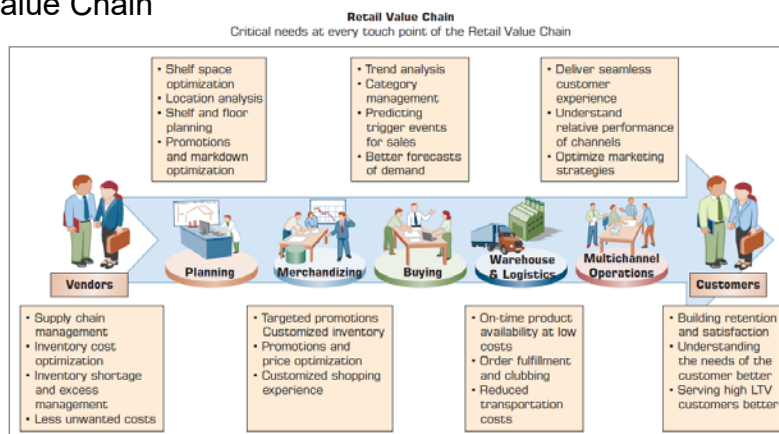 alue Chain
Retail Value Chain
Critical needs at every touch point of the Retail Value Chain
• Shelf space
optimization
• Location analysis
• Shelf and floor
planning
• Promotions
and markdown
optimization
• Trend analysis
• Category
management
• Predicting
trigger events
for sales
• Better forecasts
of demand
• Deliver seamless
customer
experience
• Understand
relative performance
of channels
• Optimize marketing
strategies
Vendors
Planning
Merchandizing
Buying
Warehouse
& Logistics
Multichannel
Operations
Customers
• Supply chain
management
• Inventory cost
optimization
• Inventory shortage
and excess
management
• Less unwanted costs
• Targeted promotions
Customized inventory
• Promotions and
price optimization
• Customized shopping
experience
• On-time product
availability at low
costs
• Order fulfillment
and clubbing
• Reduced
transportation
costs
• Building retention
and satisfaction
• Understanding
the needs of the
customer better
• Serving high LTV
customers better